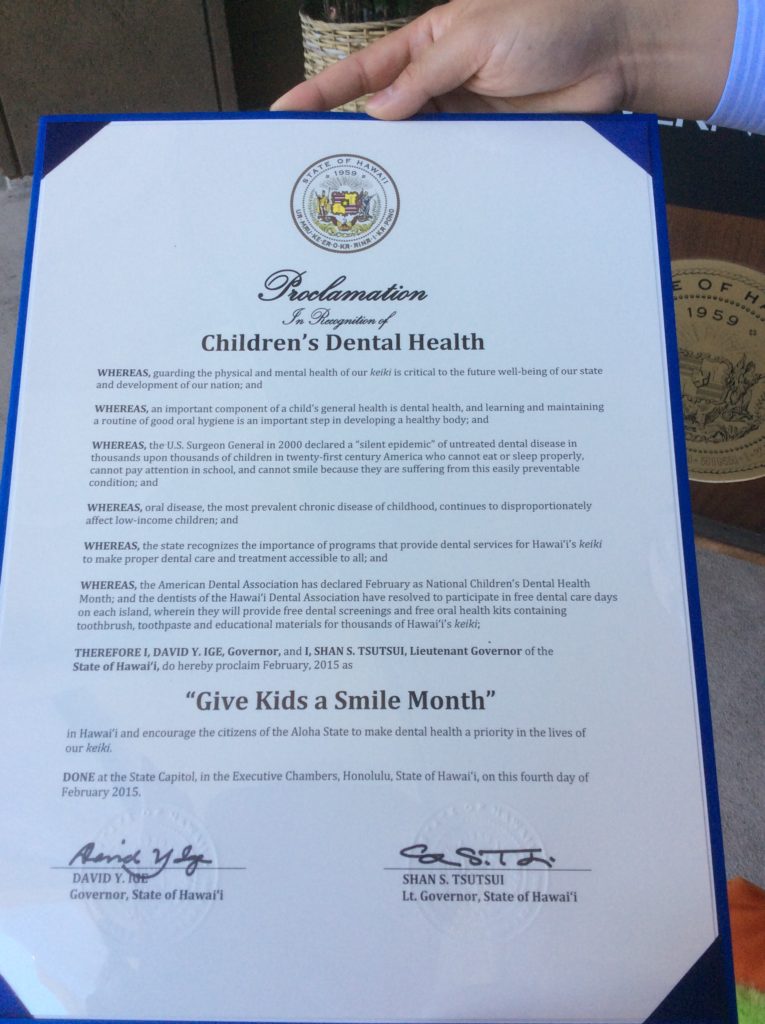 STATE OF HAWAII
1959
UA MAU KE EA O KA AINA I KA PONO
Proclamation
In Recognition of
Children's Dental Health
WHEREAS, guarding the physical and mental health of our keiki is critical to the future well-being of our state
and development of our nation; and
WHEREAS, an important component of a child's general health is dental health, and learning and maintaining
a routine of good oral hygiene is an important step in developing a healthy body; and
WHEREAS, the U.S. Surgeon General in 2000 declared a "silent epidemic" of untreated dental disease in
thousands upon thousands of children in twenty-first century America who cannot eat or sleep properly,
cannot pay attention in school, and cannot smile because they are suffering from this easily preventable
condition; and
WHEREAS, oral disease, the most prevalent chronic disease of childhood, continues to disproportionately
affect low-income children; and
WHEREAS, the state recognizes the importance of programs that provide dental services for Hawai'i's keiki
to make proper dental care and treatment accessible to all; and
WHEREAS, the American Dental Association has declared February as National Children's Dental Health
Month; and the dentists of the Hawai'i Dental Association have resolved to participate in free dental care days
on each island, wherein they will provide free dental screenings and free oral health kits containing
toothbrush, toothpaste and educational materials for thousands of Hawai'i's keiki;
THEREFORE I, DAVID Y. IGE, Governor, and I, SHAN S. TSUTSUI, Lieutenant Governor of the
State of Hawai'i, do hereby proclaim February, 2015 as
"Give Kids a Smile Month"
in Hawai'i and encourage the citizens of the Aloha State to make dental health a priority in the lives of
our keiki.
DONE at the State Capitol, in the Executive Chambers, Honolulu, State of Hawai'i, on this fourth day of
February 2015.
David Y Ige
DAVID Y. IGE
Governor, State of Hawai'i
SHAN S. TSUTSUI
Lt. Governor, State of Hawai'i
E OF HA
1959